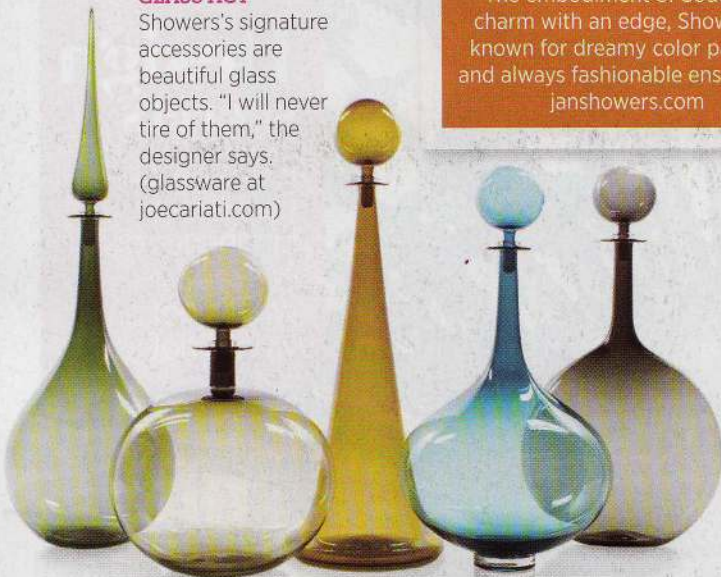 Showers's signature
accessories are
beautiful glass
objects. "I will never
tire of them," the
designer says.
(glassware at
joecariati.com)
charm with an edge, Show
known for dreamy color p
and always fashionable ens
janshowers.com